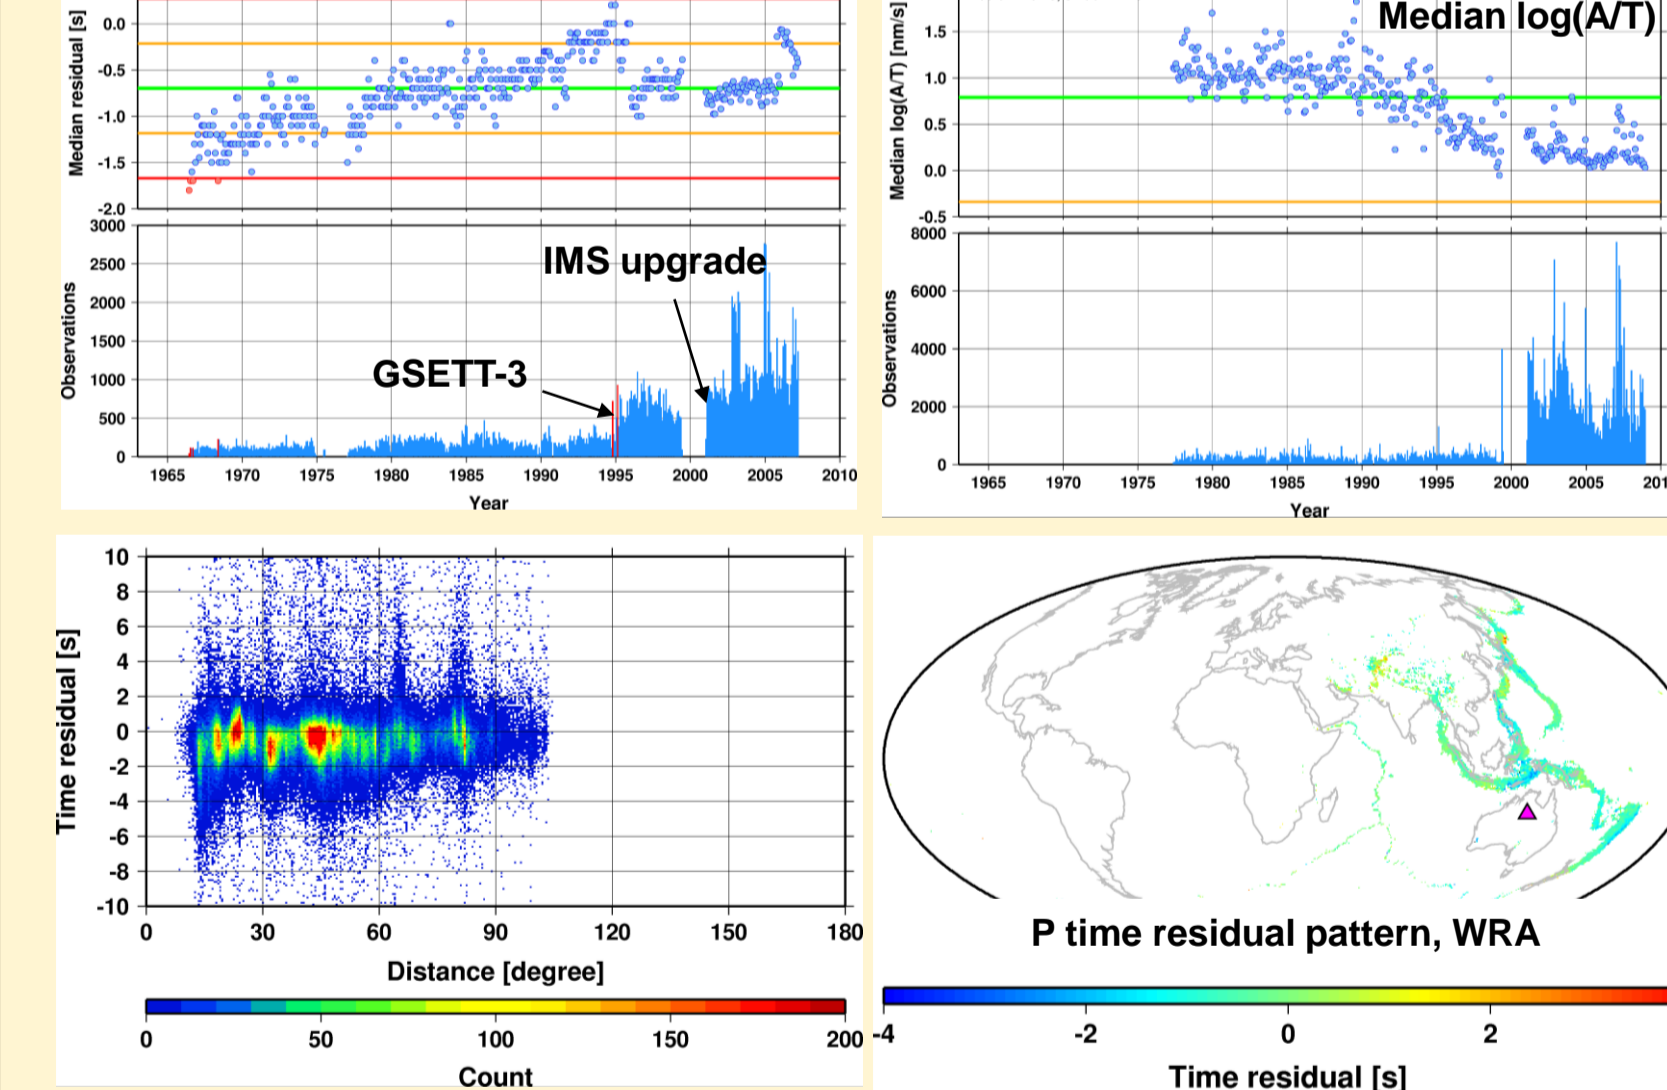 Median residual [s]
0.0
-0.5
-1.0
-1.5
-2.0
Observations
3000
2500
2000
1500
1000
500
0
IMS upgrade
GSETT-3
1965 1970 1975 1980 1985 1990 1995 2000 2005 2010
Year
Median log(A/T)
Median log(A/T) [nm/s]
1.5
1.0
0.5
0.0
-0.5
Observations
8000
6000
4000
2000
0
1965 1970 1975 1980 1985 1990 1995 2000 2005 201
Year
Time residual [s]
10
8
6
4
2
0
-2
-4
-6
-8
-10
0 30 60 90 120 150 180
Distance [degree]
0 50 100 150 200
Count
P time residual pattern, WRA
-4 -2 0 2
Time residual [s]